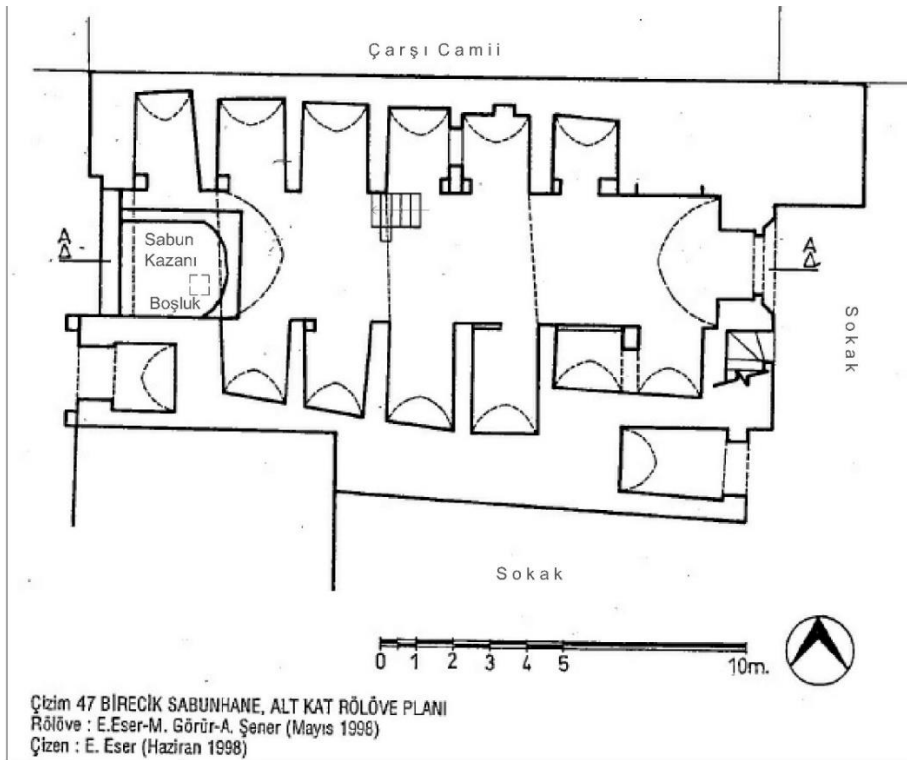 Çarşı Camii
A
Sabun
Kazanı
Boşluk
A
Sokak
Sokak
0 1 2 3 4 5 10m.
Çizim 47 BİRECİK SABUNHANE, ALT KAT RÖLÖVE PLANI
Rölöve : E.Eser-M. Görür-A. Şener (Mayıs 1998)
Çizen : E. Eser (Haziran 1998)